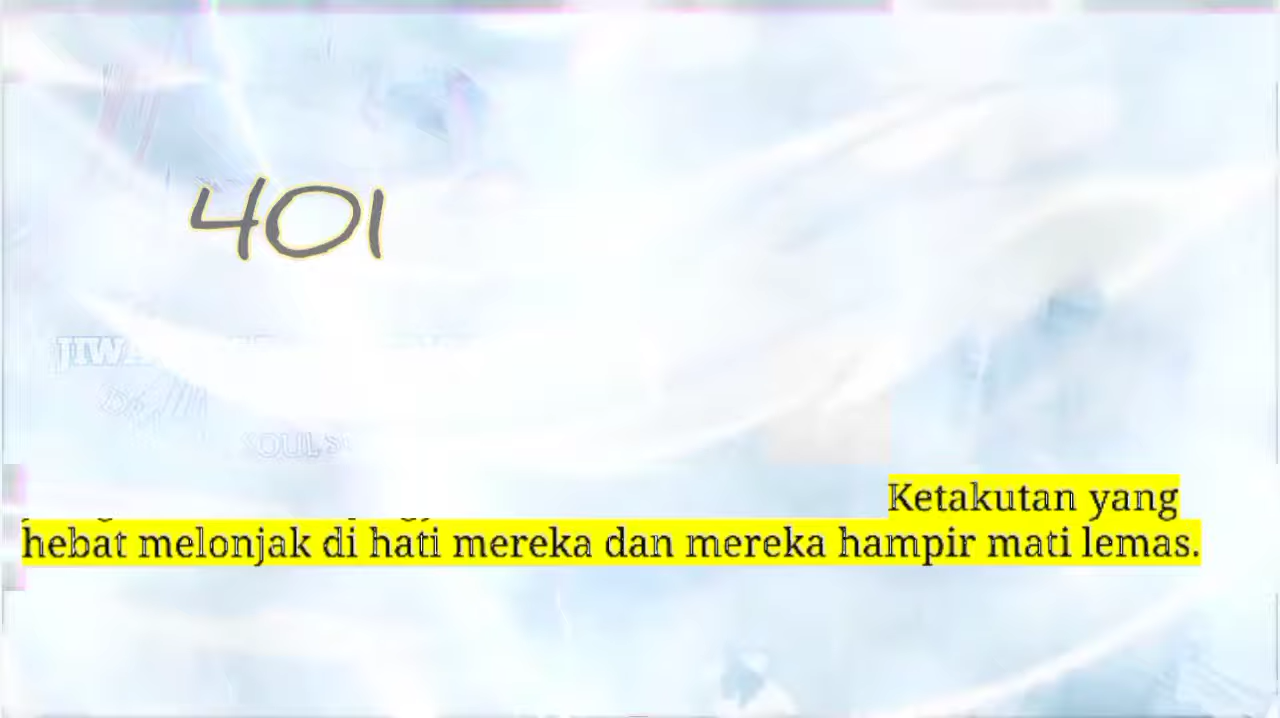 401
Ketakutan yang
hebat melonjak di hati mereka dan mereka hampir mati lemas.